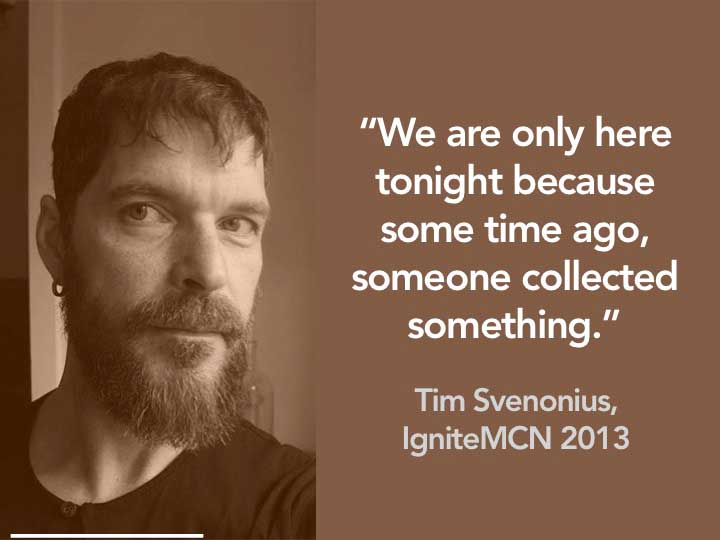 “We are only here
tonight because
some time ago,
someone collected
something.”
Tim Svenonius,
IgniteMCN 2013